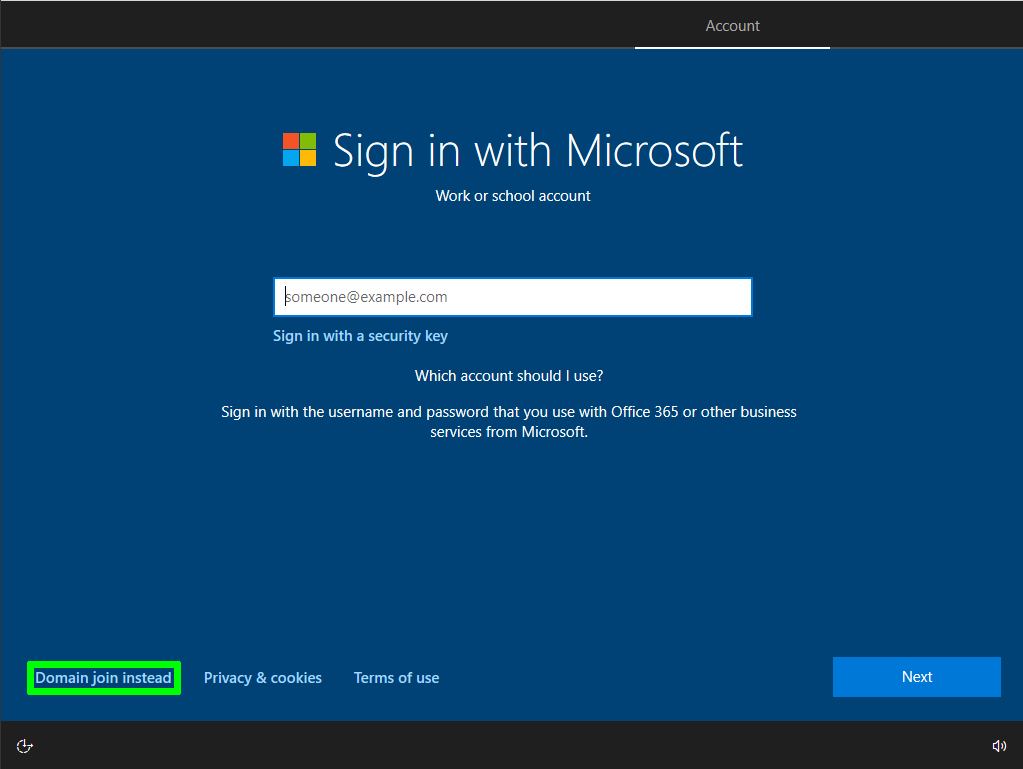 Account
Sign in with Microsoft
Work or school account
someone@example.com
Sign in with a security key
Which account should I use?
Sign in with the username and password that you use with Office 365 or other business
services from Microsoft.
Domain join instead
Privacy & cookies
Terms of use
Next